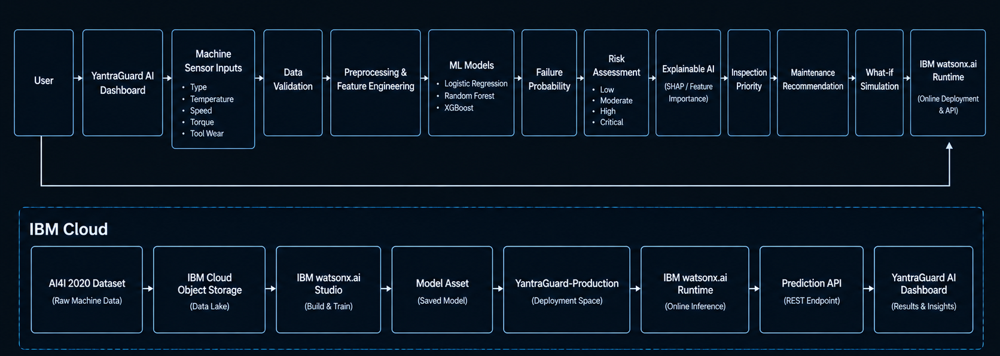 User
YantraGuard AI
Dashboard
Machine
Sensor Inputs
• Type
• Temperature
• Speed
• Torque
• Tool Wear
Data
Validation
Preprocessing &
Feature Engineering
ML Models
• Logistic Regression
• Random Forest
• XGBoost
Failure
Probability
Risk
Assessment
• Low
• Moderate
• High
• Critical
Explainable AI
(SHAP / Feature
Importance)
Inspection
Priority
Maintenance
Recommendation
What-if
Simulation
IBM watsonx.ai
Runtime
(Online Deployment
& API)
IBM Cloud
AI4I 2020 Dataset
(Raw Machine Data)
IBM Cloud
Object Storage
(Data Lake)
IBM watsonx.ai
Studio
(Build & Train)
Model Asset
(Saved Model)
YantraGuard-Production
(Deployment Space)
IBM watsonx.ai
Runtime
(Online Inference)
Prediction API
(REST Endpoint)
YantraGuard AI
Dashboard
(Results & Insights)